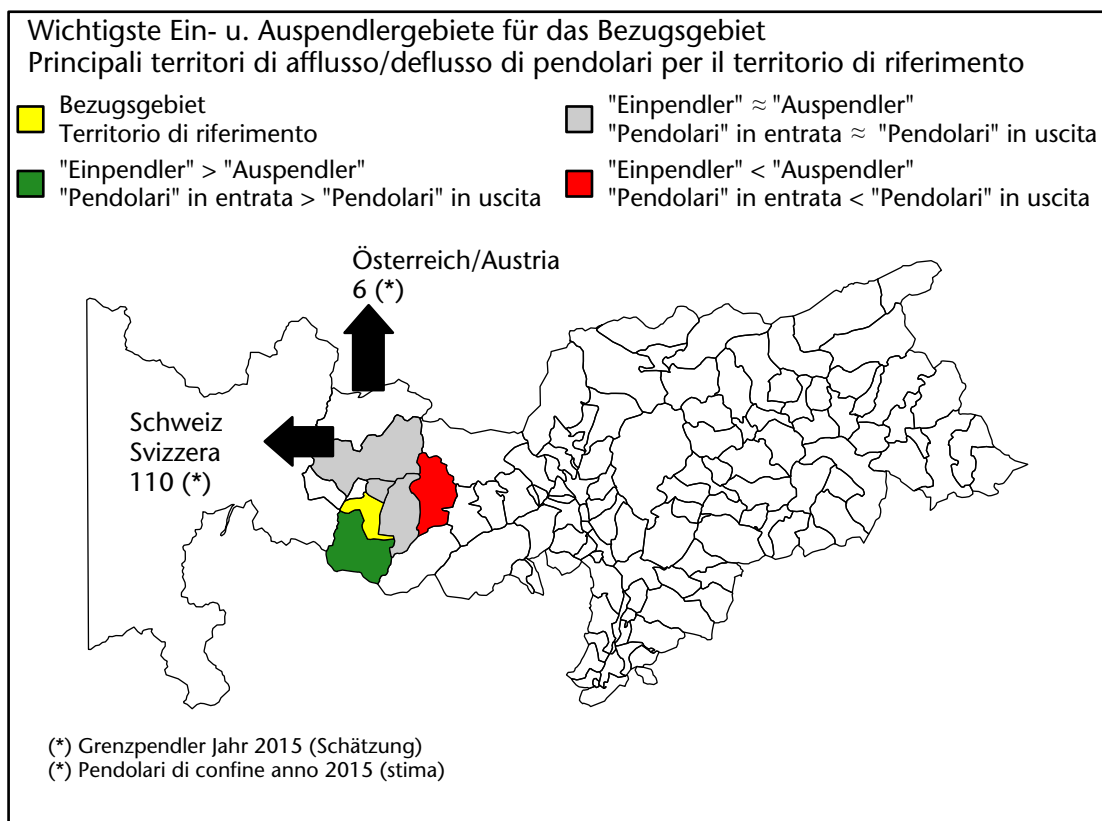 Wichtigste Ein- u. Auspendlergebiete für das Bezugsgebiet
Principali territori di afflusso/deflusso di pendolari per il territorio di riferimento
Bezugsgebiet
Territorio di riferimento
"Einpendler" ≈ "Auspendler"
"Pendolari" in entrata ≈ "Pendolari" in uscita
"Einpendler" > "Auspendler"
"Pendolari" in entrata > "Pendolari" in uscita
"Einpendler" < "Auspendler"
"Pendolari" in entrata < "Pendolari" in uscita
Österreich/Austria
6 (*)
Schweiz
Svizzera
110 (*)
(*) Grenzpendler Jahr 2015 (Schätzung)
(*) Pendolari di confine anno 2015 (stima)